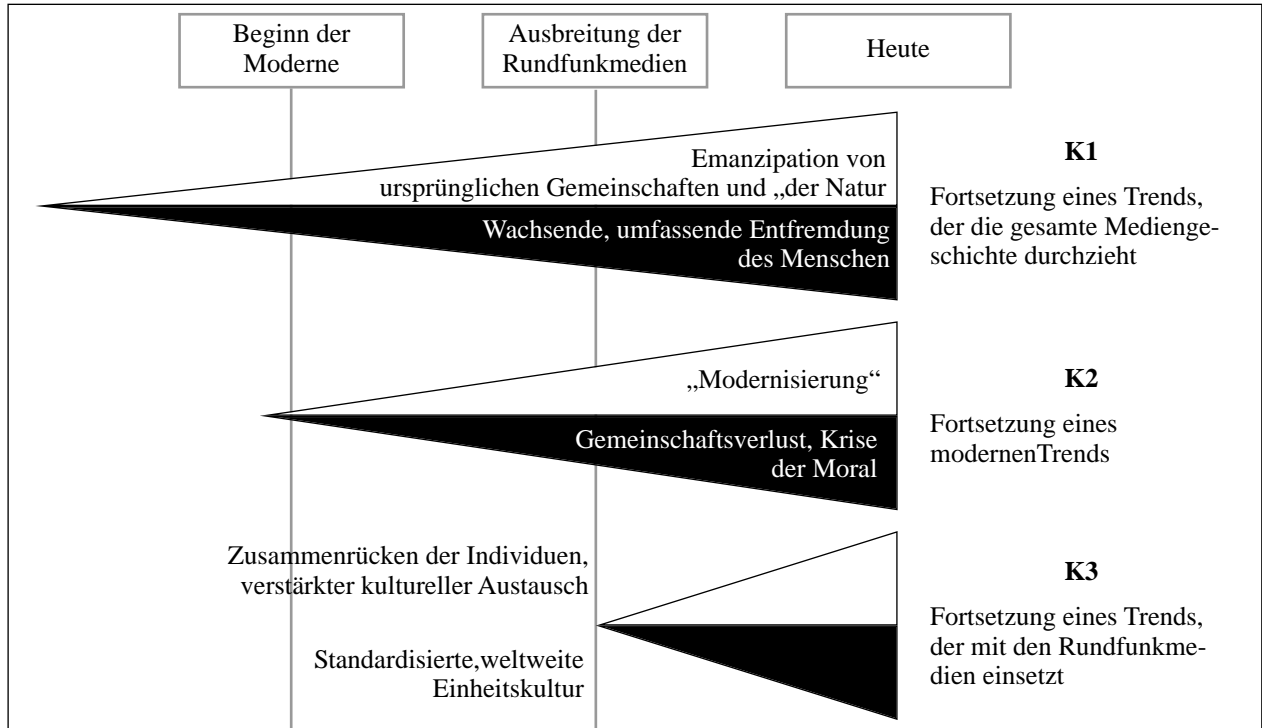 Beginn der
Moderne
Ausbreitung der
Rundfunkmedien
Heute
Emanzipation von
ursprünglichen Gemeinschaften und „der Natur
Wachsende, umfassende Entfremdung
des Menschen
K1
Fortsetzung eines Trends,
der die gesamte Medienge-
schichte durchzieht
„Modernisierung“
Gemeinschaftsverlust, Krise
der Moral
K2
Fortsetzung eines
modernenTrends
Zusammenrücken der Individuen,
verstärkter kultureller Austausch
Standardisierte,weltweite
Einheitskultur
K3
Fortsetzung eines Trends,
der mit den Rundfunkme-
dien einsetzt